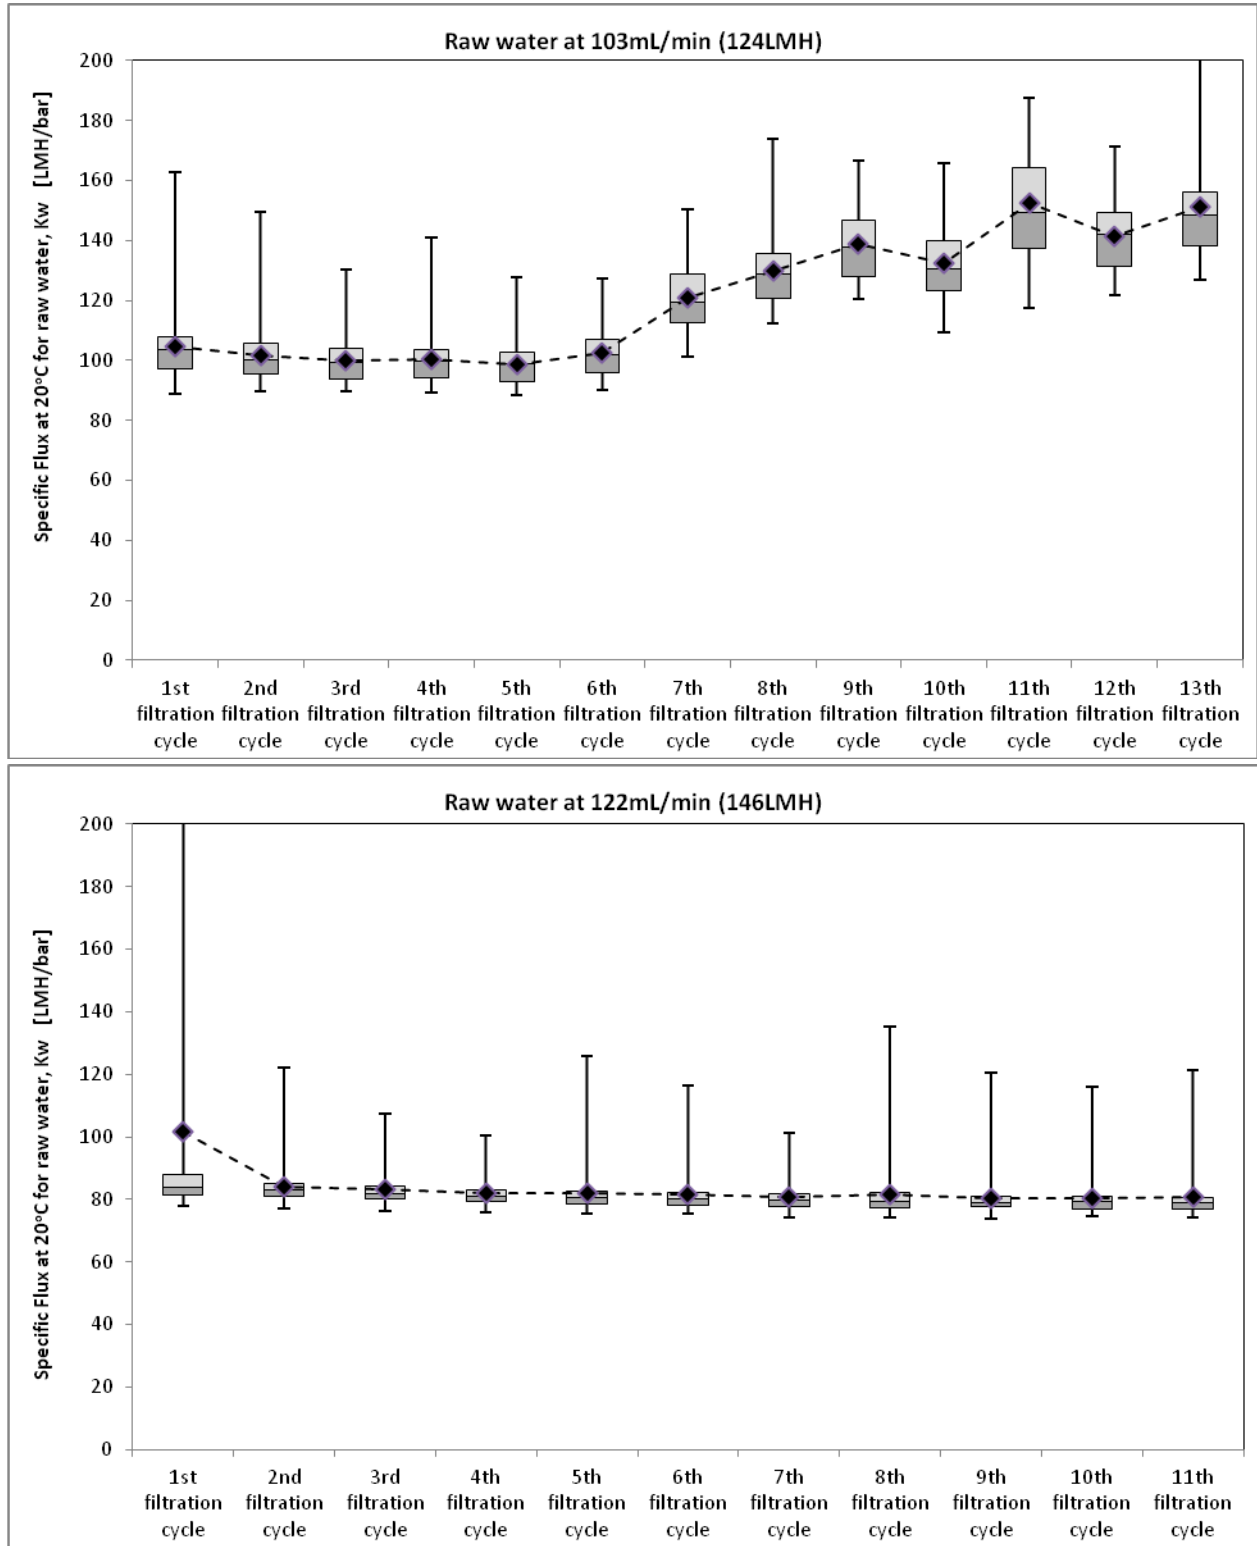 Raw water at 103mL/min (124LMH)
Specific Flux at 20°C for raw water, Kw [LMH/bar]
200
180
160
140
120
100
80
60
40
20
0
1st filtration cycle
2nd filtration cycle
3rd filtration cycle
4th filtration cycle
5th filtration cycle
6th filtration cycle
7th filtration cycle
8th filtration cycle
9th filtration cycle
10th filtration cycle
11th filtration cycle
12th filtration cycle
13th filtration cycle
Raw water at 122mL/min (146LMH)
Specific Flux at 20°C for raw water, Kw [LMH/bar]
200
180
160
140
120
100
80
60
40
20
0
1st filtration cycle
2nd filtration cycle
3rd filtration cycle
4th filtration cycle
5th filtration cycle
6th filtration cycle
7th filtration cycle
8th filtration cycle
9th filtration cycle
10th filtration cycle
11th filtration cycle